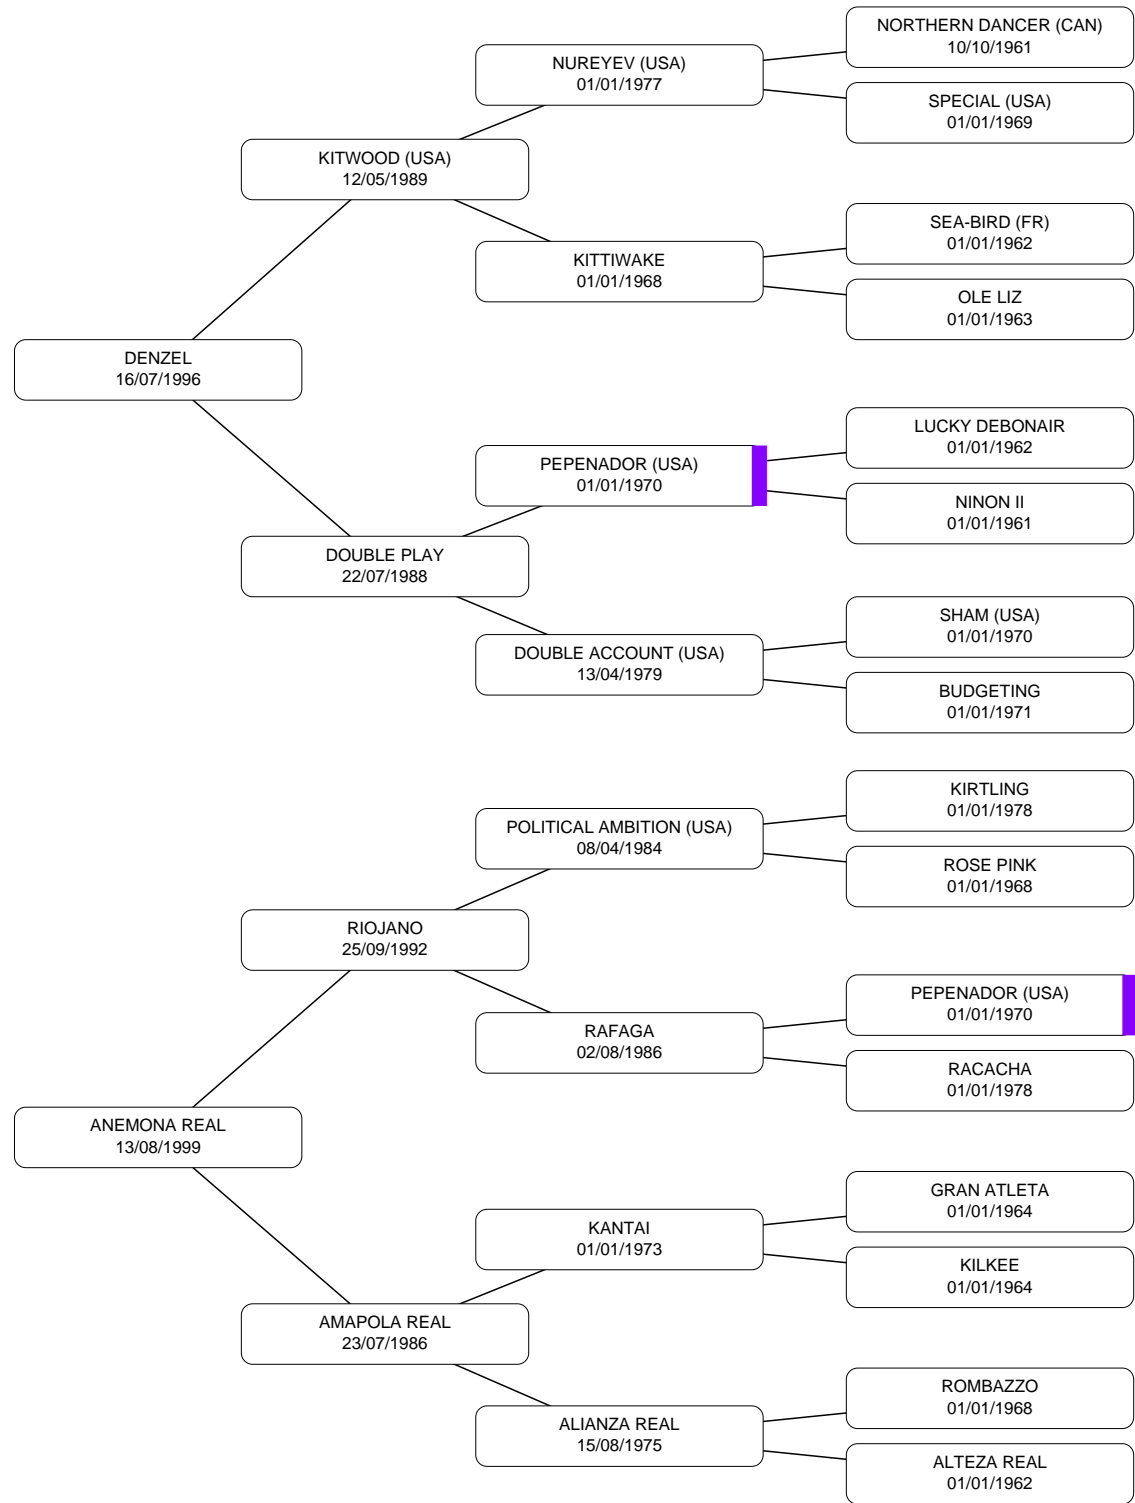 NORTHERN DANCER (CAN)
10/10/1961
NUREYEV (USA)
01/01/1977
SPECIAL (USA)
01/01/1969
KITWOOD (USA)
12/05/1989
SEA-BIRD (FR)
01/01/1962
KITTIWAKE
01/01/1968
OLE LIZ
01/01/1963
DENZEL
16/07/1996
LUCKY DEBONAIR
01/01/1962
PEPENADOR (USA)
01/01/1970
NINON II
01/01/1961
DOUBLE PLAY
22/07/1988
SHAM (USA)
01/01/1970
DOUBLE ACCOUNT (USA)
13/04/1979
BUDGETING
01/01/1971
KIRTLING
01/01/1978
POLITICAL AMBITION (USA)
08/04/1984
ROSE PINK
01/01/1968
RIOJANO
25/09/1992
PEPENADOR (USA)
01/01/1970
RAFAGA
02/08/1986
RACACHA
01/01/1978
ANEMONA REAL
13/08/1999
GRAN ATLETA
01/01/1964
KANTAI
01/01/1973
KILKEE
01/01/1964
AMAPOLA REAL
23/07/1986
ROMBAZZO
01/01/1968
ALIANZA REAL
15/08/1975
ALTEZA REAL
01/01/1962